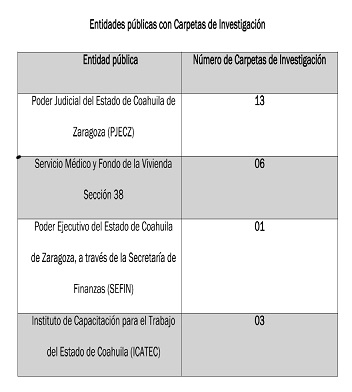 Entidades públicas con Carpetas de Investigación
Entidad pública
Número de Carpetas de Investigación
Poder Judicial del Estado de Coahuila de
Zaragoza (PJECZ)
13
Servicio Médico y Fondo de la Vivienda
Sección 38
06
Poder Ejecutivo del Estado de Coahuila
de Zaragoza, a través de la Secretaría de
Finanzas (SEFIN)
01
Instituto de Capacitación para el Trabajo
del Estado de Coahuila (ICATEC)
03